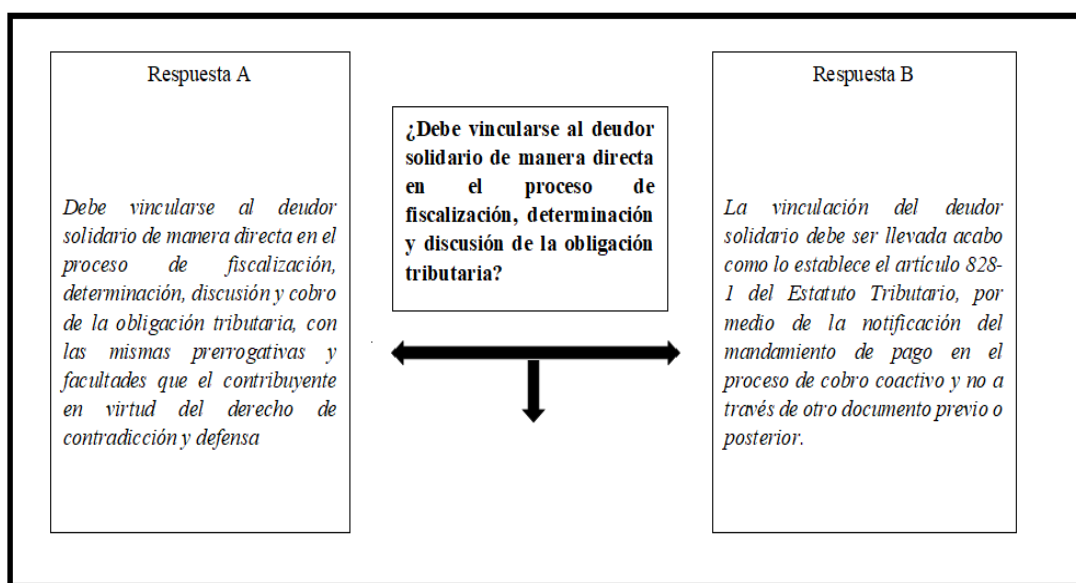 Respuesta A
Debe vincularse al deudor
solidario de manera directa en el
proceso de fiscalización,
determinación, discusión y cobro
de la obligación tributaria, con
las mismas prerrogativas y
facultades que el contribuyente
en virtud del derecho de
contradicción y defensa
¿Debe vincularse al deudor
solidario de manera directa
en el proceso de
fiscalización, determinación
y discusión de la obligación
tributaria?
Respuesta B
La vinculación del deudor
solidario debe ser llevada acabo
como lo establece el artículo 828-
1 del Estatuto Tributario, por
medio de la notificación del
mandamiento de pago en el
proceso de cobro coactivo y no a
través de otro documento previo o
posterior.